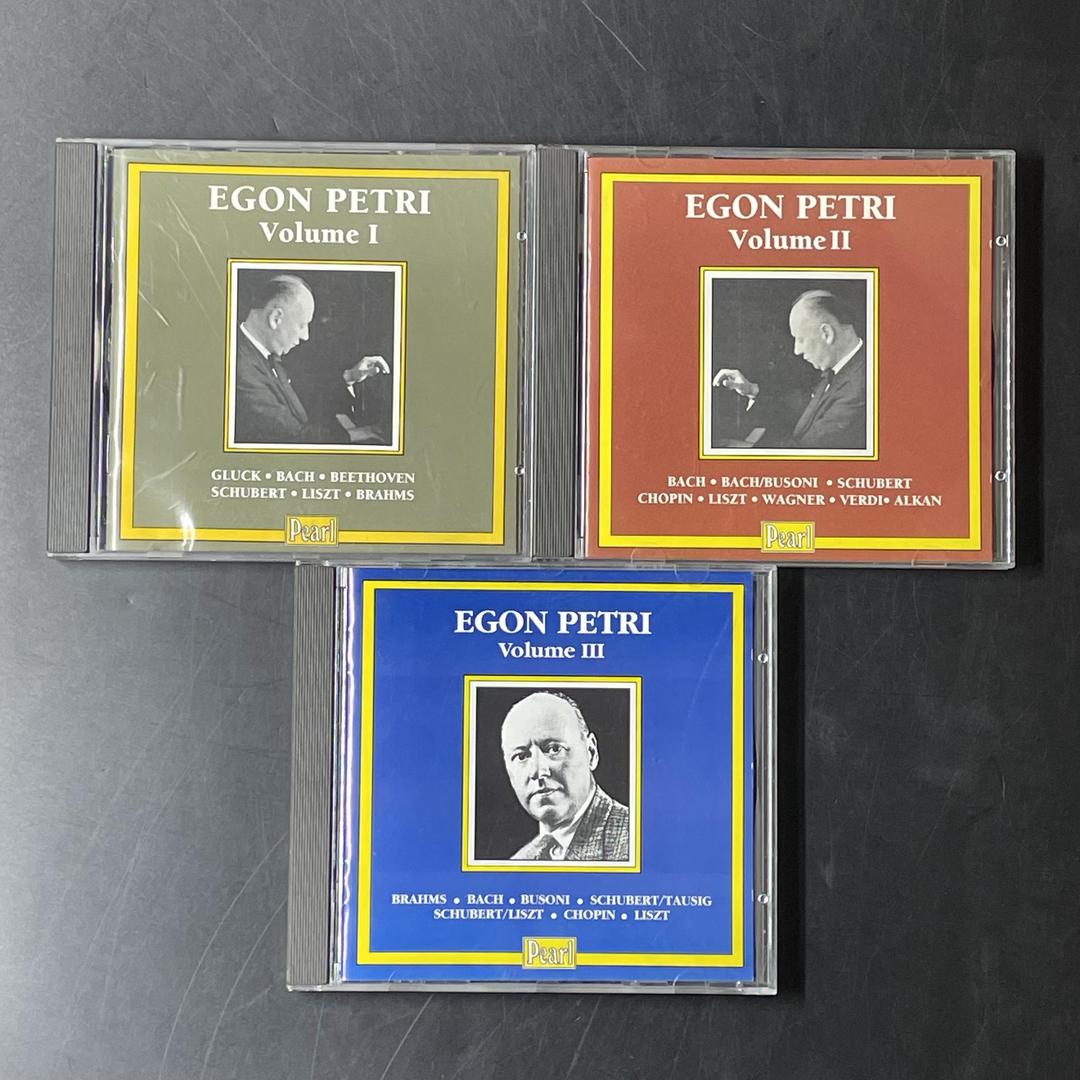 EGON PETRI
Volume I
GLUCK • BACH • BEETHOVEN
SCHUBERT • LISZT • BRAHMS
Pearl
EGON PETRI
Volume II
BACH • BACH/BUSONI • SCHUBERT
CHOPIN • LISZT • WAGNER • VERDI • ALKAN
Pearl
EGON PETRI
Volume III
BRAHMS • BACH • BUSONI • SCHUBERT/TAUSIG
SCHUBERT/LISZT • CHOPIN • LISZT
Pearl